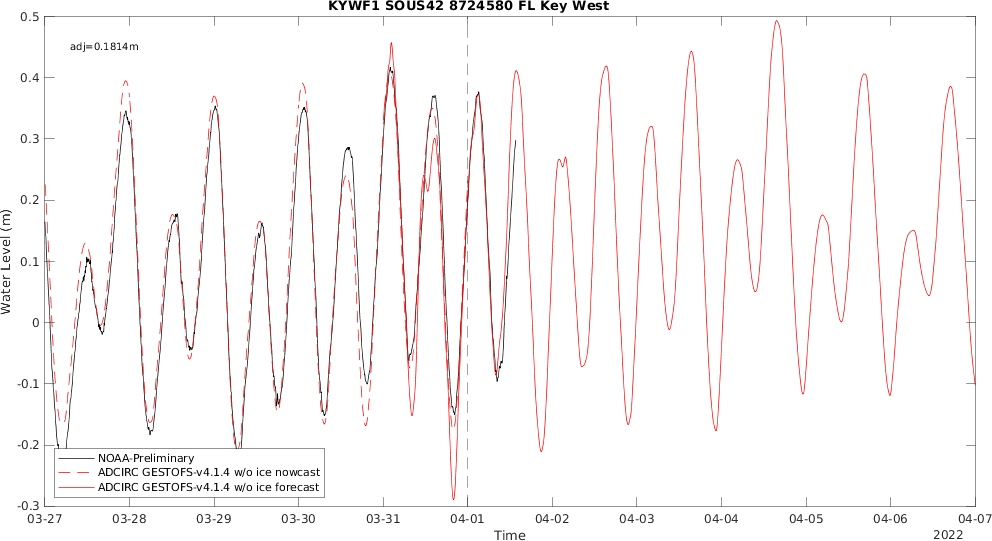 KYWF1 SOUS42 8724580 FL Key West
adj=0.1814m
Water Level (m)
0.5
0.4
0.3
0.2
0.1
0
-0.1
-0.2
-0.3
NOAA-Preliminary
ADCIRC GESTOFS-v4.1.4 w/o ice nowcast
ADCIRC GESTOFS-v4.1.4 w/o ice forecast
03-27 03-28 03-29 03-30 03-31 04-01 04-02 04-03 04-04 04-05 04-06 04-07
Time
2022